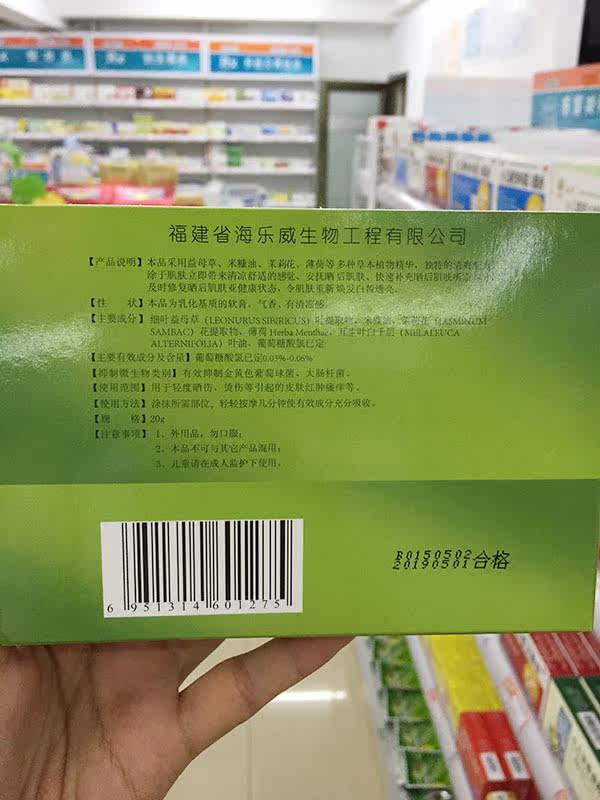 福建省海乐威生物工程有限公司
【产品说明】本品采用益母草、米糠油、茉莉花、薄荷等多种草本植物精华，独特的清爽配方，
涂于肌肤立即带来清凉舒适的感觉、安抚晒后肌肤、快速补充晒后肌肤所需水分
及时修复晒后肌肤亚健康状态，令肌肤重新 焕发白皙透亮。
【性　　状】本品为乳化基质的软膏，气香、有清凉感。
【主要成分】细叶益母草（LEONURUS SIBIRICUS）叶提取物，米糠油、茉莉花（JASMINUM
SAMBAC）花提取物，薄荷 Herba Menthae，互生叶白千层（MELALEUCA
ALTERNIFOLIA）叶油、葡萄糖酸氯已定
【主要有效成分及含量】葡萄糖酸氯已定0.03%-0.06%
【抑制微生物类别】有效抑制金黄色葡萄球菌、大肠杆菌。
【使用范围】用于轻度晒伤、烫伤等引起的皮肤红肿瘙痒等。
【使用方法】涂抹所需部位，轻轻按摩几分钟使有效成分充分吸收。
【规　　格】20g
【注意事项】1、外用品，勿口服；
2、本品不可与其它产品混用；
3、儿童请在成人监护下使用。
B0150502
20190501 合格
6 951314 601275